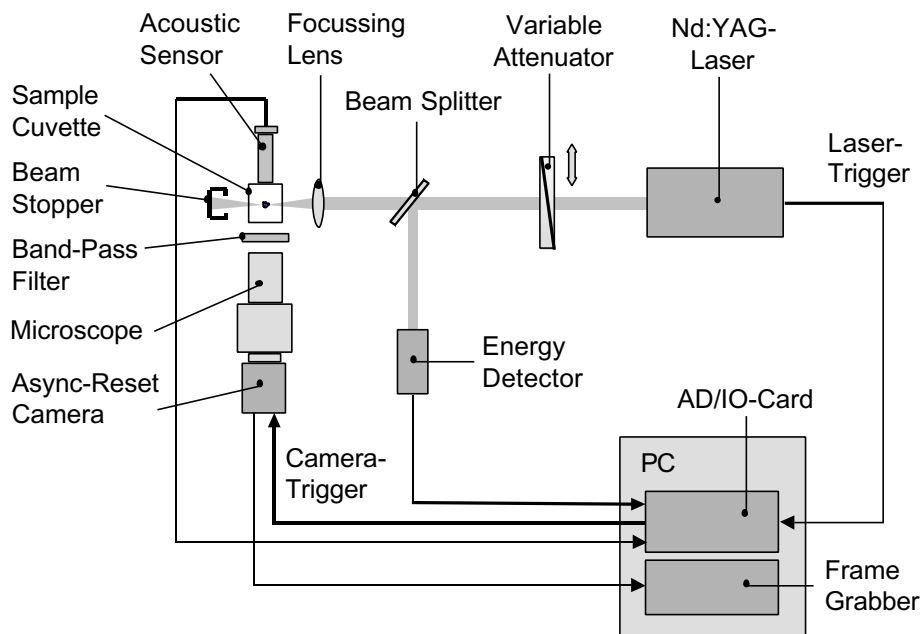 Acoustic
Sensor
Focussing
Lens
Variable
Attenuator
Nd:YAG-
Laser
Beam Splitter
Sample
Cuvette
Laser-
Trigger
Beam
Stopper
Band-Pass
Filter
Microscope
Energy
Detector
Async-Reset
Camera
AD/IO-Card
Camera-
Trigger
PC
Frame
Grabber